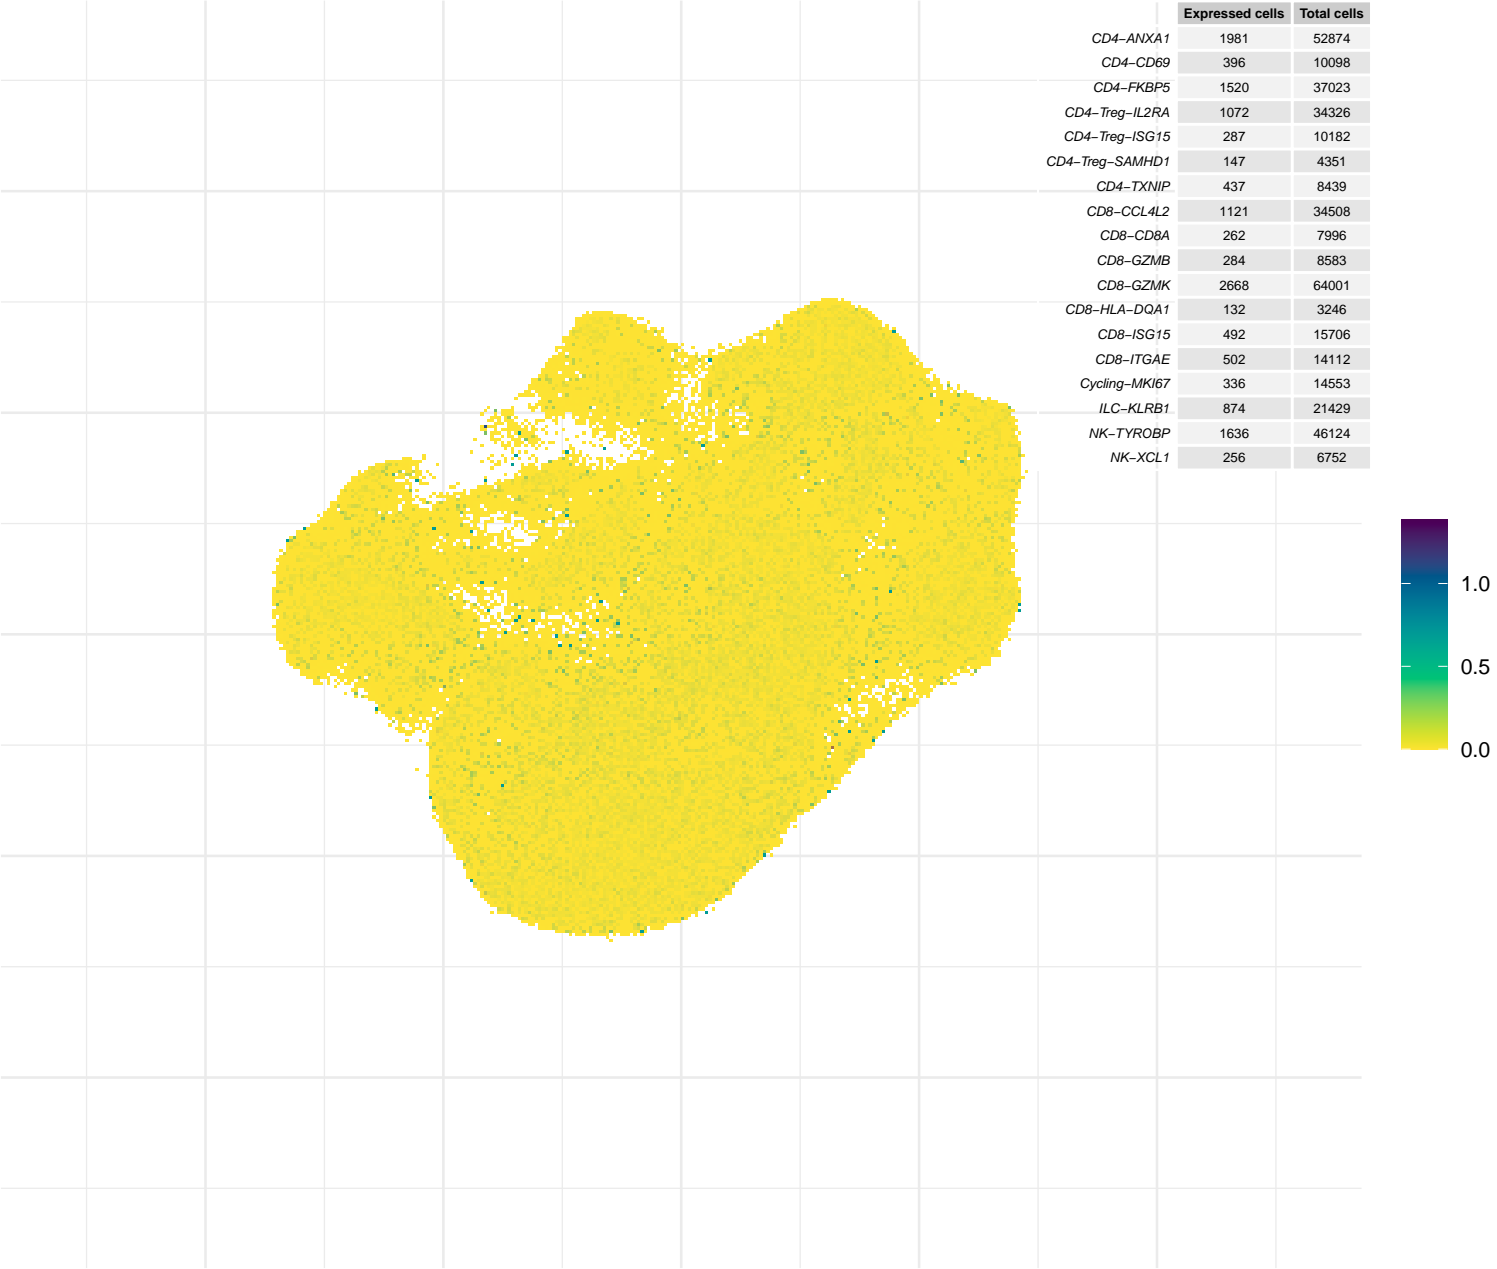 Expressed cells Total cells
CD4−ANXA1 1981 52874
CD4−CD69 396 10098
CD4−FKBP5 1520 37023
CD4−Treg−IL2RA 1072 34326
CD4−Treg−ISG15 287 10182
CD4−Treg−SAMHD1 147 4351
CD4−TXNIP 437 8439
CD8−CCL4L2 1121 34508
CD8−CD8A 262 7996
CD8−GZMB 284 8583
CD8−GZMK 2668 64001
CD8−HLA−DQA1 132 3246
CD8−ISG15 492 15706
CD8−ITGAE 502 14112
Cycling−MKI67 336 14553
ILC−KLRB1 874 21429
NK−TYROBP 1636 46124
NK−XCL1 256 6752
1.0
0.5
0.0